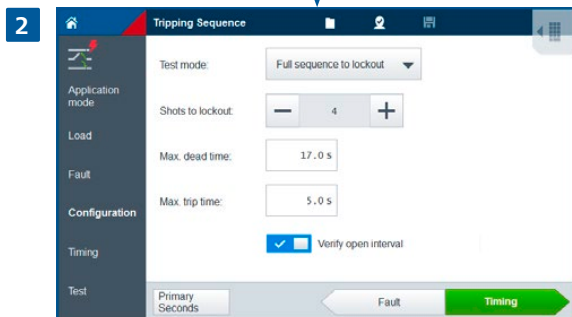 2
Tripping Sequence
Application
mode
Load
Fault
Configuration
Timing
Test
Test mode:
Full sequence to lockout
Shots to lockout:
4
Max. dead time:
17.0 s
Max. trip time:
5.0 s
Verify open interval
Primary
Seconds
Fault
Timing